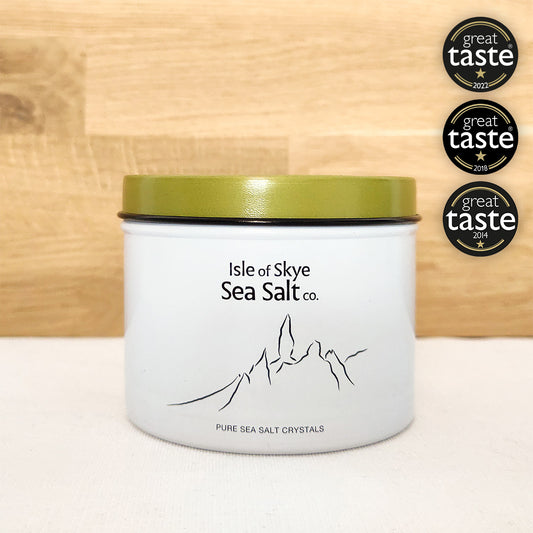 Isle of Skye
Sea Salt co.
PURE SEA SALT CRYSTALS
great
taste®
2022
great
taste®
2018
great
taste®
2014